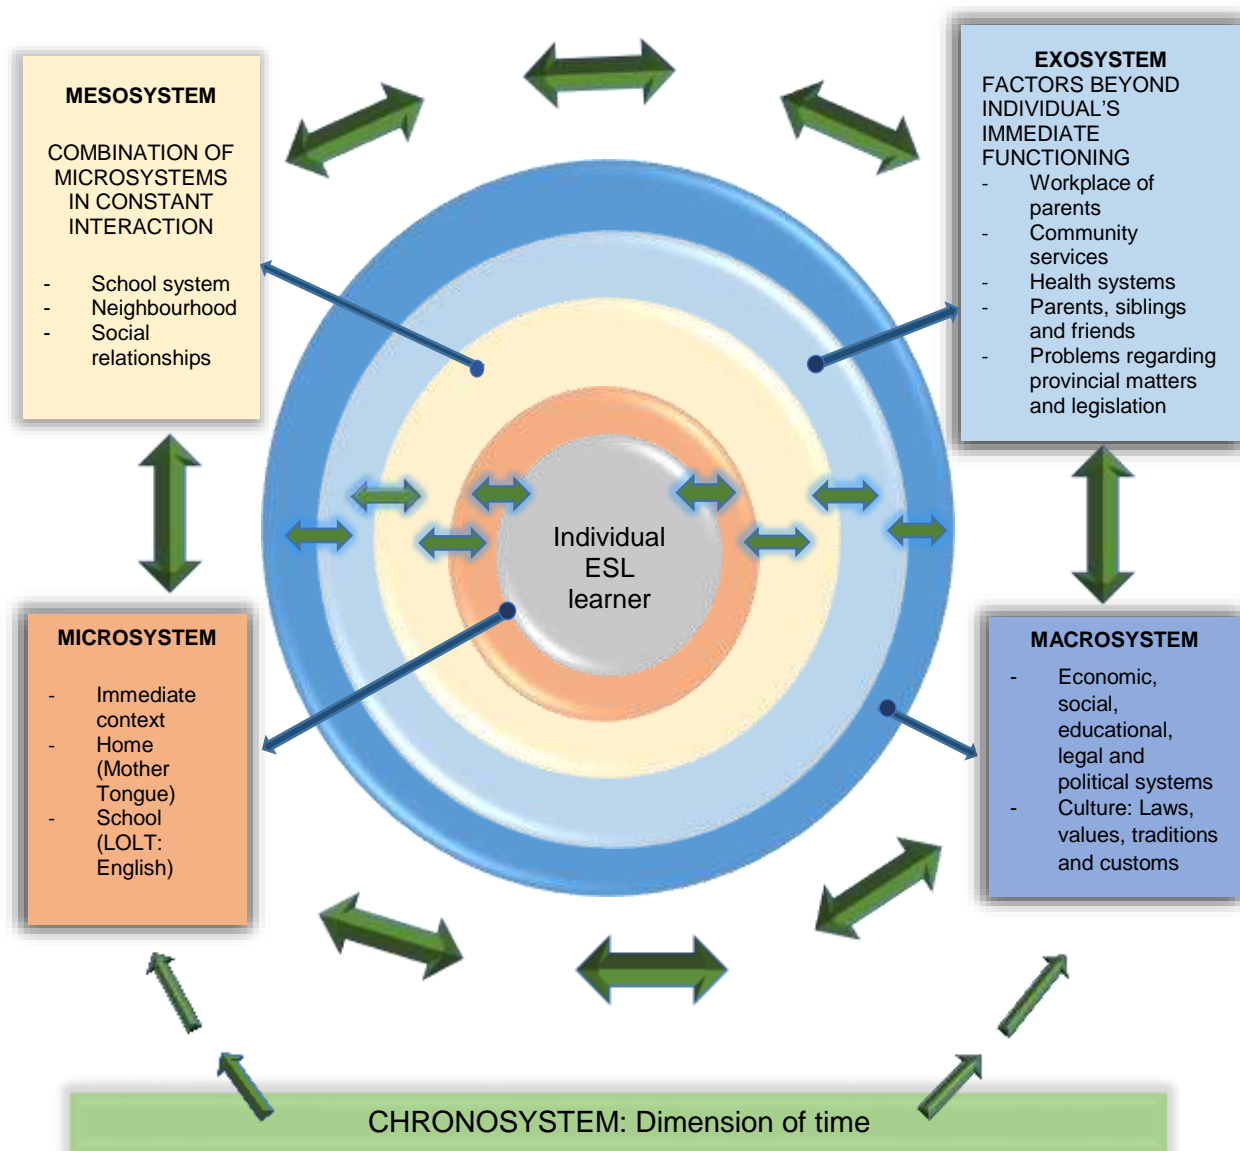 MESOSYSTEM
COMBINATION OF
MICROSYSTEMS
IN CONSTANT
INTERACTION
- School system
- Neighbourhood
- Social
relationships
EXOSYSTEM
FACTORS BEYOND
INDIVIDUAL'S
IMMEDIATE
FUNCTIONING
- Workplace of
parents
- Community
services
- Health systems
- Parents, siblings
and friends
- Problems regarding
provincial matters
and legislation
Individual
ESL
learner
MICROSYSTEM
- Immediate
context
- Home
(Mother
Tongue)
- School
(LOLT:
English)
MACROSYSTEM
- Economic,
social,
educational,
legal and
political systems
- Culture: Laws,
values, traditions
and customs
CHRONOSYSTEM: Dimension of time